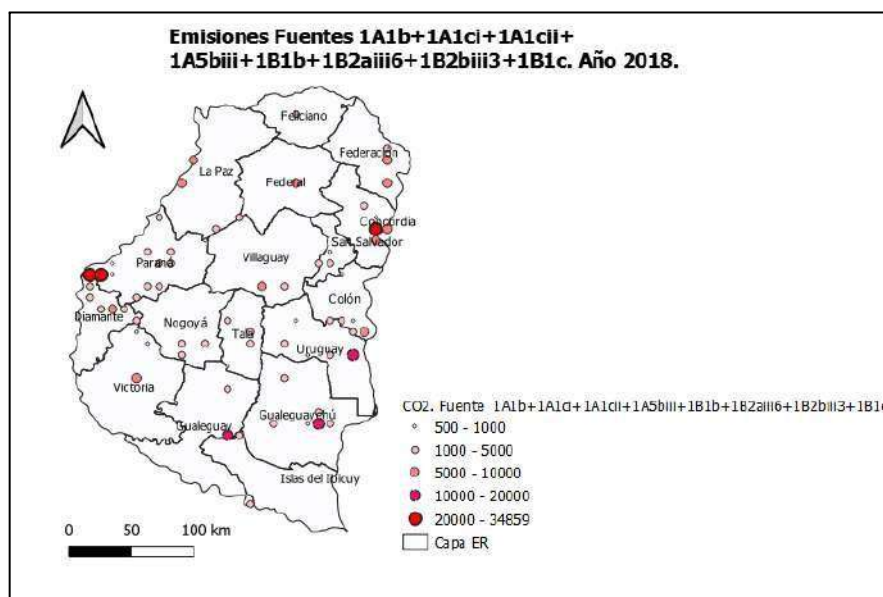 Emisiones Fuentes 1A1b+1A1ci+1A1cii+
1A5biii+1B1b+1B2aiii6+1B2biii3+1B1c. Año 2018.
Feliciano
Federación
La Paz
Federal
Concordia
San Salvador
Paraná
Villaguay
Colón
Diamante
Nogoyá
Tala
Uruguay
Victoria
Gualeguay
Gualeguaychú
Islas del Ibicuy
CO2. Fuente 1A1b+1A1ci+1A1cii+1A5biii+1B1b+1B2aiii6+1B2biii3+1B1c
500 - 1000
1000 - 5000
5000 - 10000
10000 - 20000
20000 - 34859
Capa ER
0 50 100 km